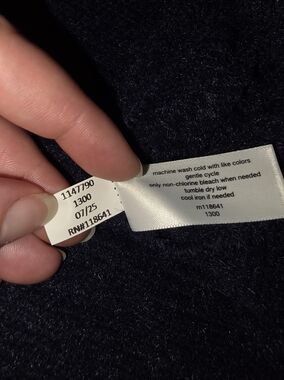 1147790
1300
07/25
RN#118641
machine wash cold with like colors
gentle cycle
only non-chlorine bleach when needed
tumble dry low
cool iron if needed
rn118641
1300